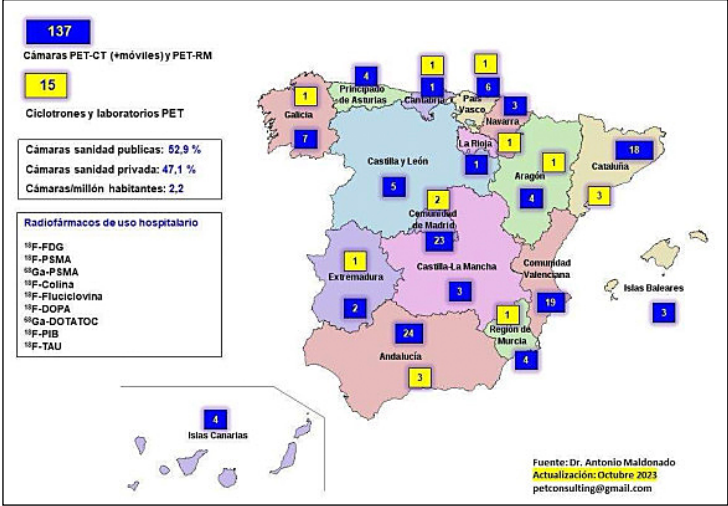 137
Cámaras PET-CT (+móviles) y PET-RM
15
Ciclotrones y laboratorios PET
Cámaras sanidad publicas: 52,9 %
Cámaras sanidad privada: 47,1 %
Cámaras/millón habitantes: 2,2
Radiofármacos de uso hospitalario
¹⁸F-FDG
¹⁸F-PSMA
⁶⁸Ga-PSMA
¹⁸F-Colina
¹⁸F-Fluciclovina
¹⁸F-DOPA
⁶⁸Ga-DOTATOC
¹⁸F-PIB
¹⁸F-TAU
1
Galicia
7
4
Principado
de Asturias
1
1
Cantabria
1
6
País
Vasco
3
Navarra
1
La Rioja
1
Castilla y León
5
1
Aragón
4
18
Cataluña
3
2
Comunidad
de Madrid
23
1
Extremadura
2
Castilla-La Mancha
3
Comunidad
Valenciana
19
Islas Baleares
3
24
Andalucía
3
1
Región de
Murcia
4
4
Islas Canarias
Fuente: Dr. Antonio Maldonado
Actualización: Octubre 2023
petconsulting@gmail.com